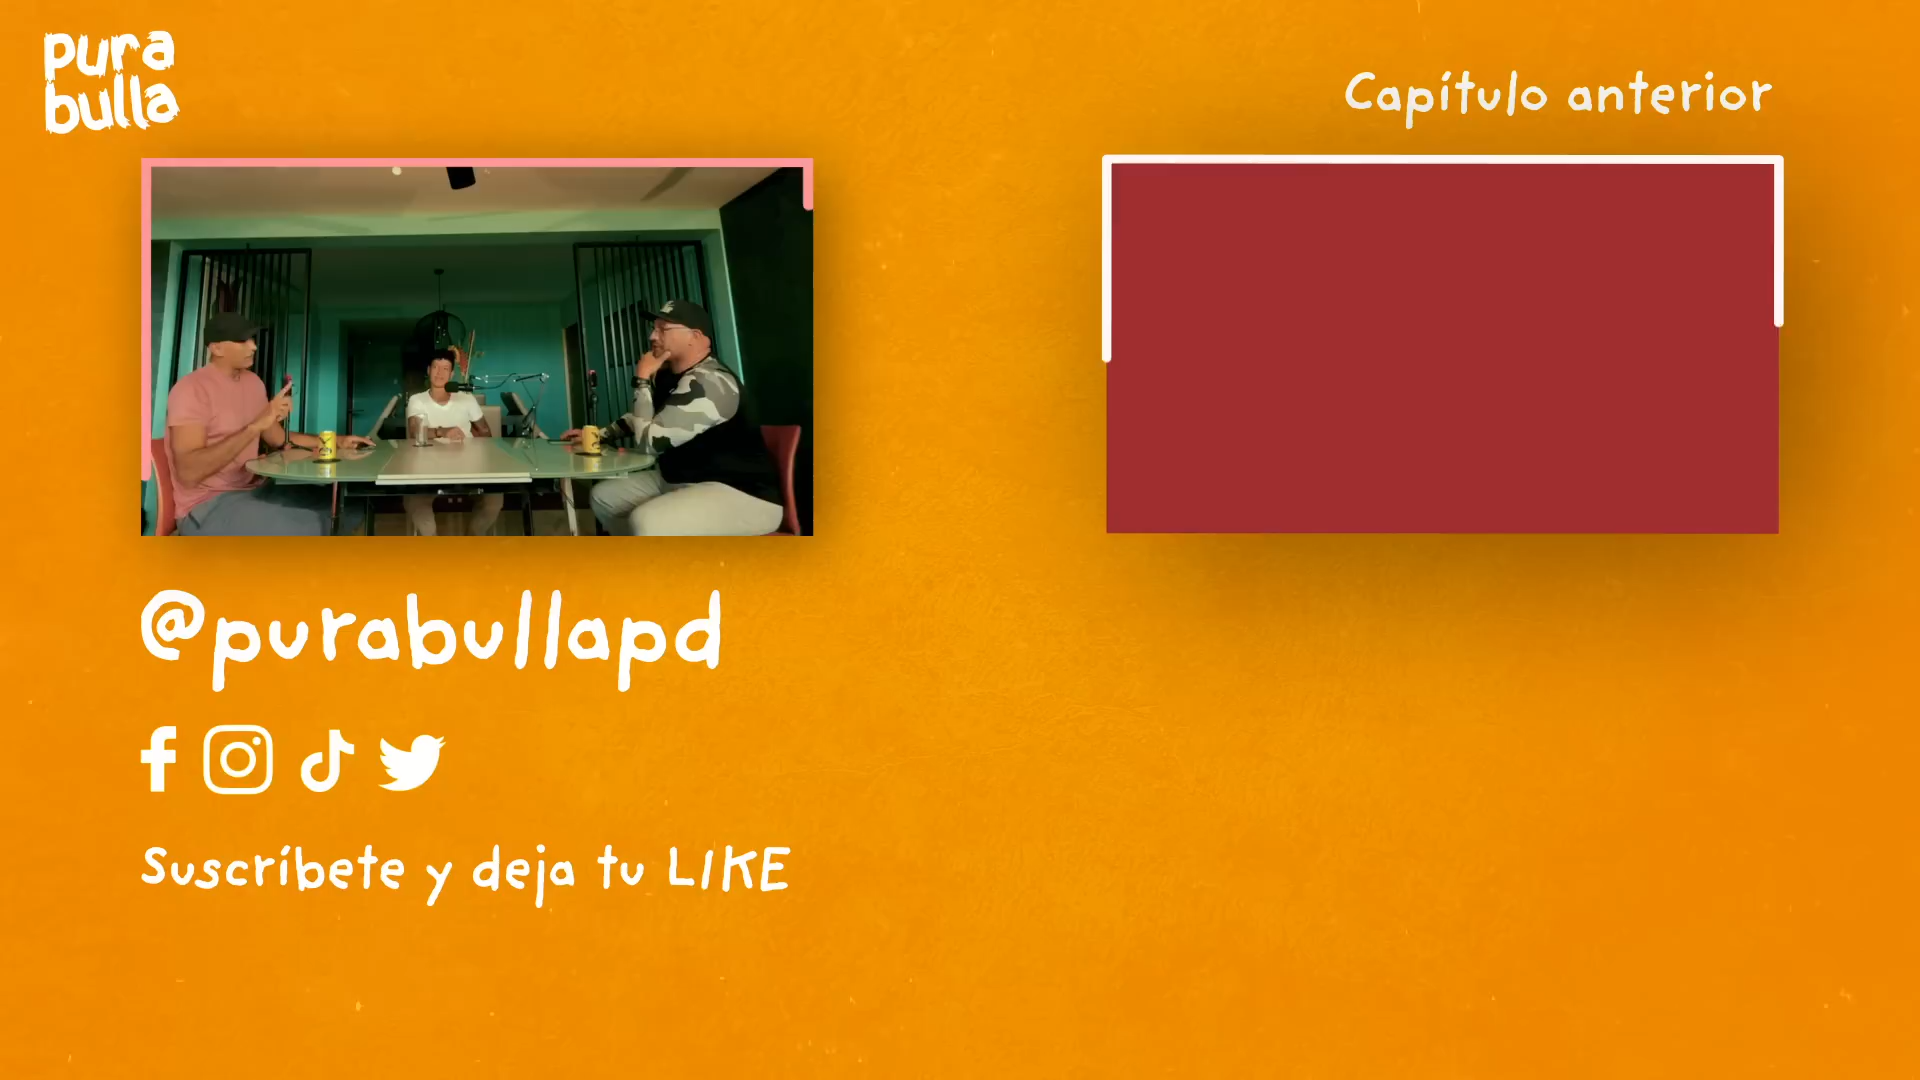 pura
bulla
Capítulo anterior
@purabullapd
Suscríbete y deja tu LIKE